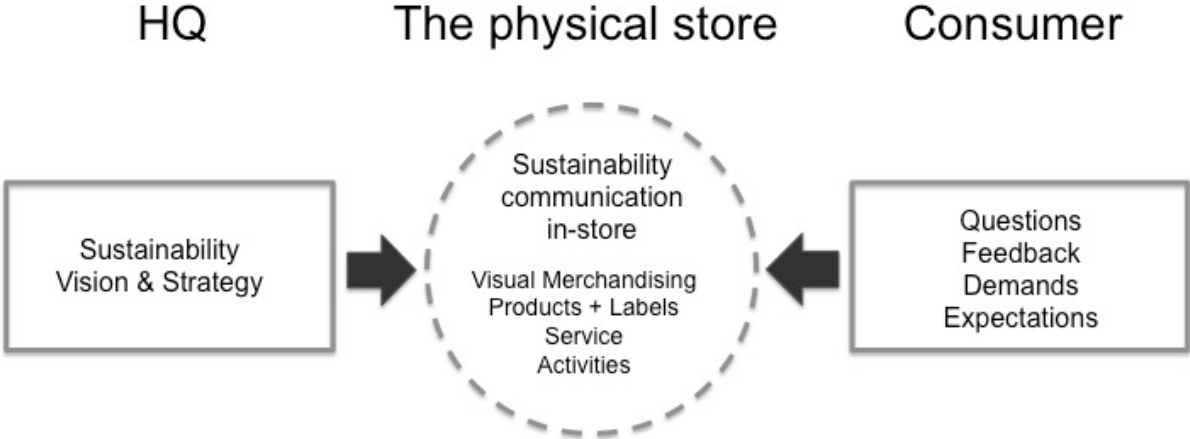 HQ
The physical store
Consumer
Sustainability
Vision & Strategy
Sustainability
communication
in-store
Visual Merchandising
Products + Labels
Service
Activities
Questions
Feedback
Demands
Expectations